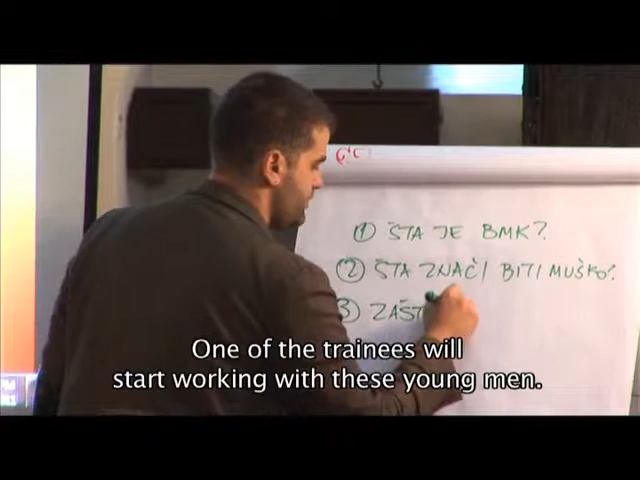 ① ŠTA JE BMK?
② ŠTA ZNAČI BITI MUŠKO?
③ ZAŠT
One of the trainees will
start working with these young men.